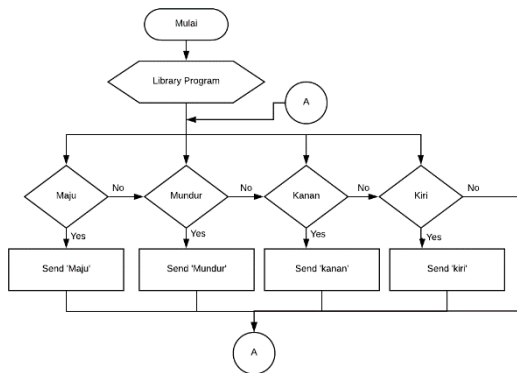 Mulai
Library Program
A
Maju
No
Mundur
No
Kanan
No
Kiri
No
Yes
Yes
Yes
Yes
Send 'Maju'
Send 'Mundur'
Send 'kanan'
Send 'kiri'
A